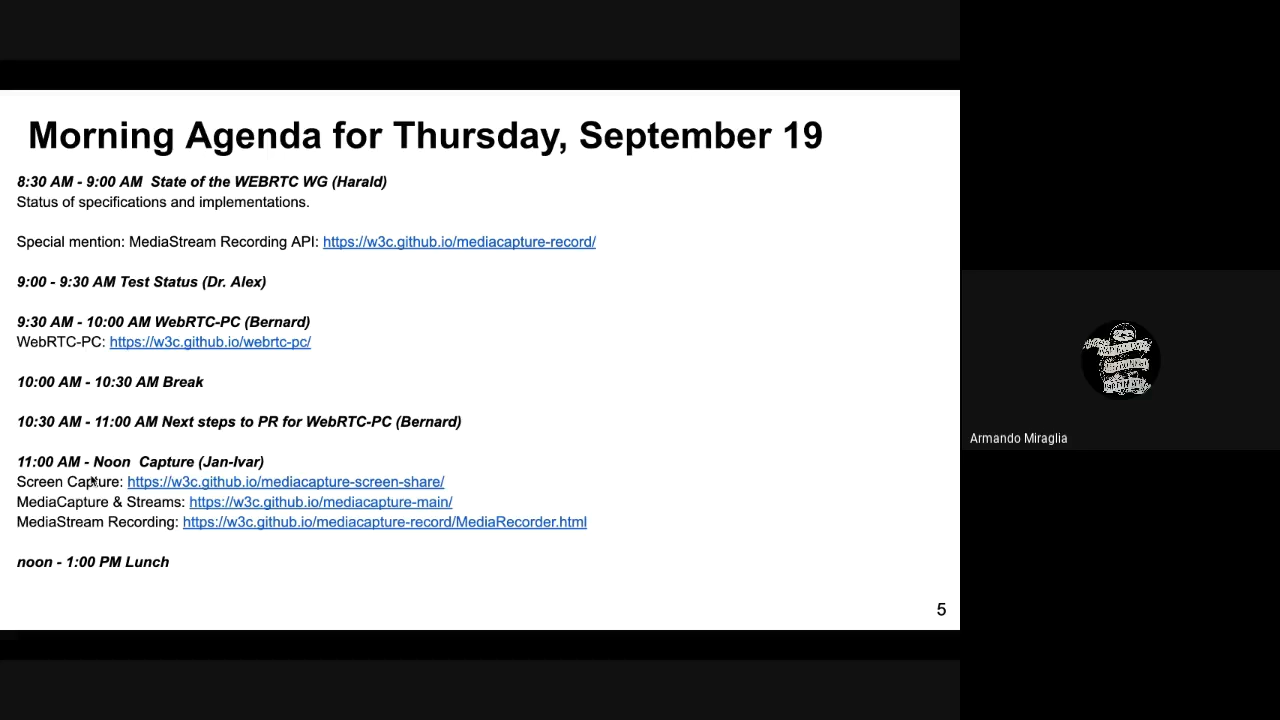 Morning Agenda for Thursday, September 19
8:30 AM - 9:00 AM  State of the WEBRTC WG (Harald)
Status of specifications and implementations.
Special mention: MediaStream Recording API: https://w3c.github.io/mediacapture-record/
9:00 - 9:30 AM Test Status (Dr. Alex)
9:30 AM - 10:00 AM WebRTC-PC (Bernard)
WebRTC-PC: https://w3c.github.io/webrtc-pc/
10:00 AM - 10:30 AM Break
10:30 AM - 11:00 AM Next steps to PR for WebRTC-PC (Bernard)
11:00 AM - Noon  Capture (Jan-Ivar)
Screen Capture: https://w3c.github.io/mediacapture-screen-share/
MediaCapture & Streams: https://w3c.github.io/mediacapture-main/
MediaStream Recording: https://w3c.github.io/mediacapture-record/MediaRecorder.html
noon - 1:00 PM Lunch
5
Armando Miraglia